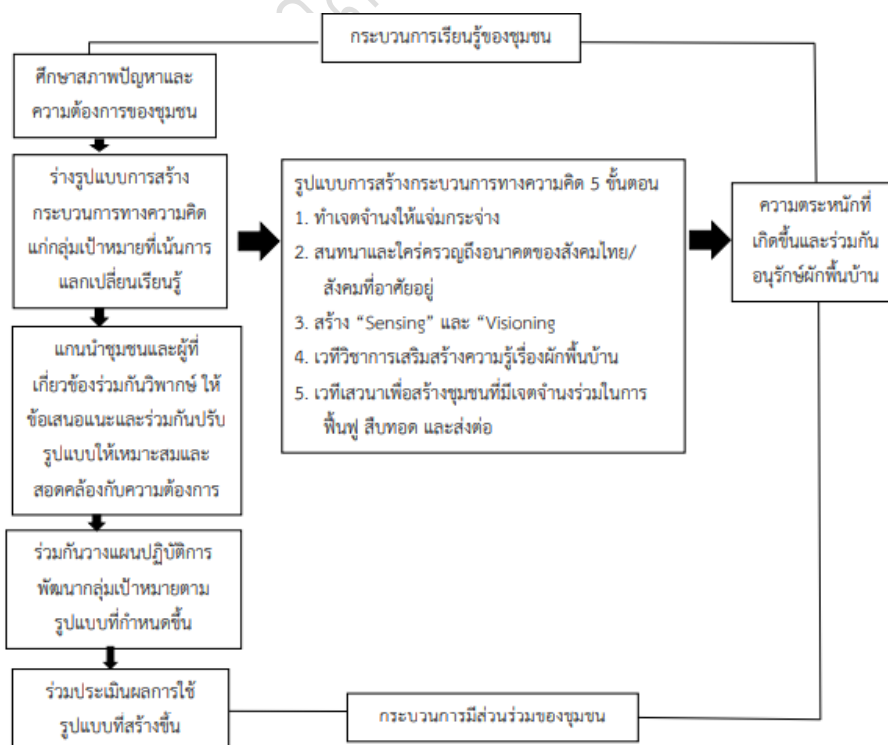 กระบวนการเรียนรู้ของชุมชน
ศึกษาสภาพปัญหาและ
ความต้องการของชุมชน
ร่างรูปแบบการสร้าง
กระบวนการทางความคิด
แก่กลุ่มเป้าหมายที่เน้นการ
แลกเปลี่ยนเรียนรู้
รูปแบบการสร้างกระบวนการทางความคิด 5 ขั้นตอน
1. ทำเจตจำนงให้แจ่มกระจ่าง
2. สนทนาและใคร่ครวญถึงอนาคตของสังคมไทย/
สังคมที่อาศัยอยู่
3. สร้าง “Sensing” และ “Visioning
4. เวทีวิชาการเสริมสร้างความรู้เรื่องผักพื้นบ้าน
5. เวทีเสวนาเพื่อสร้างชุมชนที่มีเจตจำนงร่วมในการ
ฟื้นฟู สืบทอด และส่งต่อ
ความตระหนักที่
เกิดขึ้นและร่วมกัน
อนุรักษ์ผักพื้นบ้าน
แกนนำชุมชนและผู้ที่
เกี่ยวข้องร่วมกันวิพากษ์ ให้
ข้อเสนอแนะและร่วมกันปรับ
รูปแบบให้เหมาะสมและ
สอดคล้องกับความต้องการ
ร่วมกันวางแผนปฏิบัติการ
พัฒนากลุ่มเป้าหมายตาม
รูปแบบที่กำหนดขึ้น
ร่วมประเมินผลการใช้
รูปแบบที่สร้างขึ้น
กระบวนการมีส่วนร่วมของชุมชน